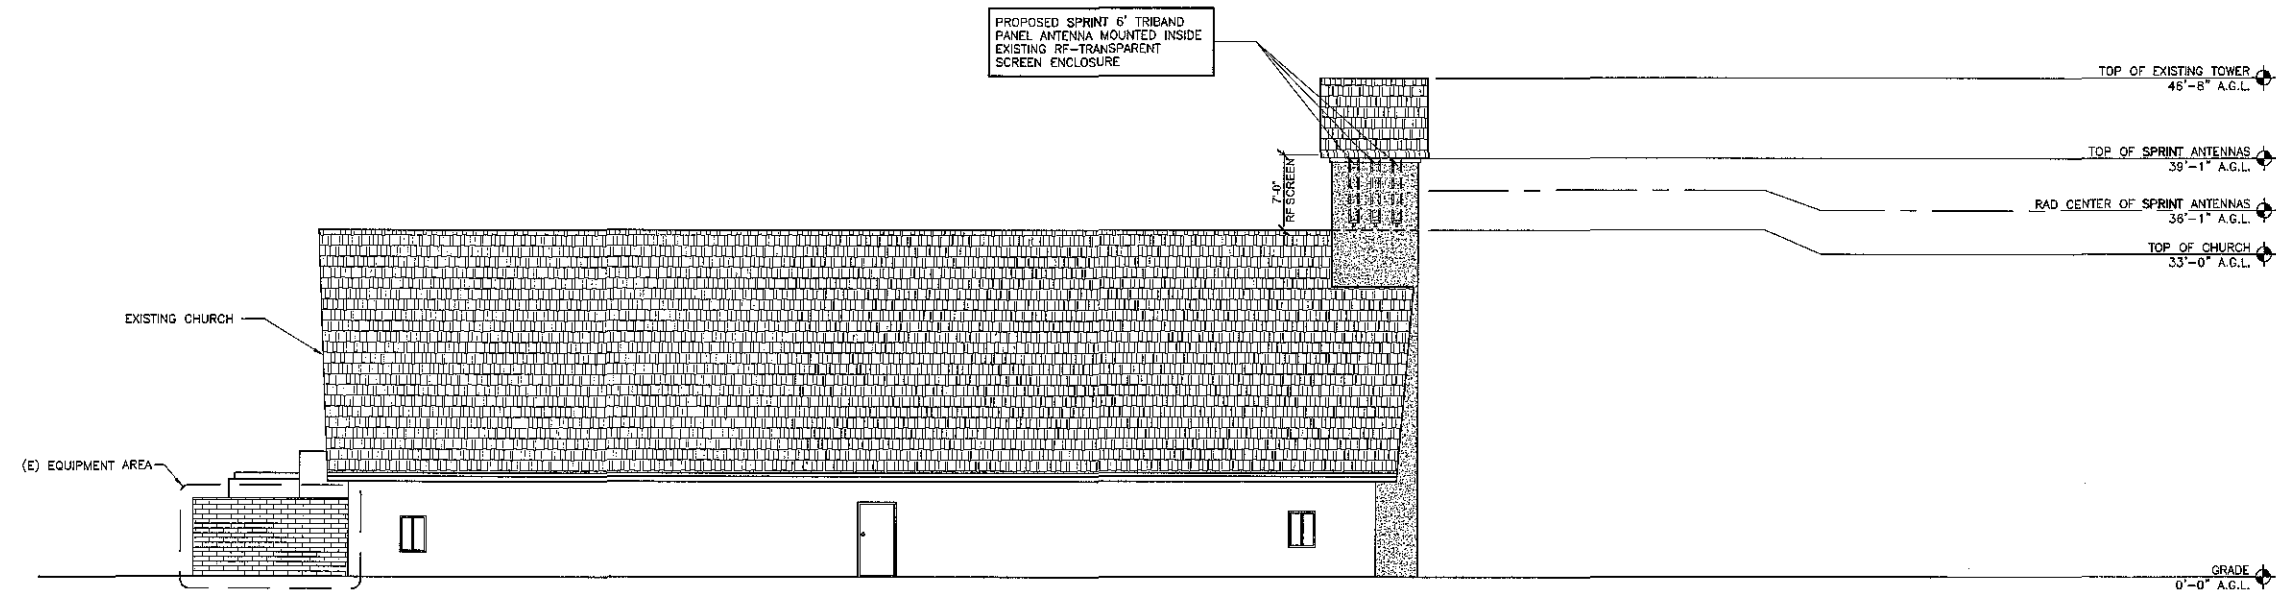 PROPOSED SPRINT 6' TRIBAND
PANEL ANTENNA MOUNTED INSIDE
EXISTING RF-TRANSPARENT
SCREEN ENCLOSURE
TOP OF EXISTING TOWER
46'-8" A.G.L.
TOP OF SPRINT ANTENNAS
39'-1" A.G.L.
7'-0"
RF SCREEN
RAD CENTER OF SPRINT ANTENNAS
36'-1" A.G.L.
TOP OF CHURCH
33'-0" A.G.L.
EXISTING CHURCH
(E) EQUIPMENT AREA
GRADE
0'-0" A.G.L.